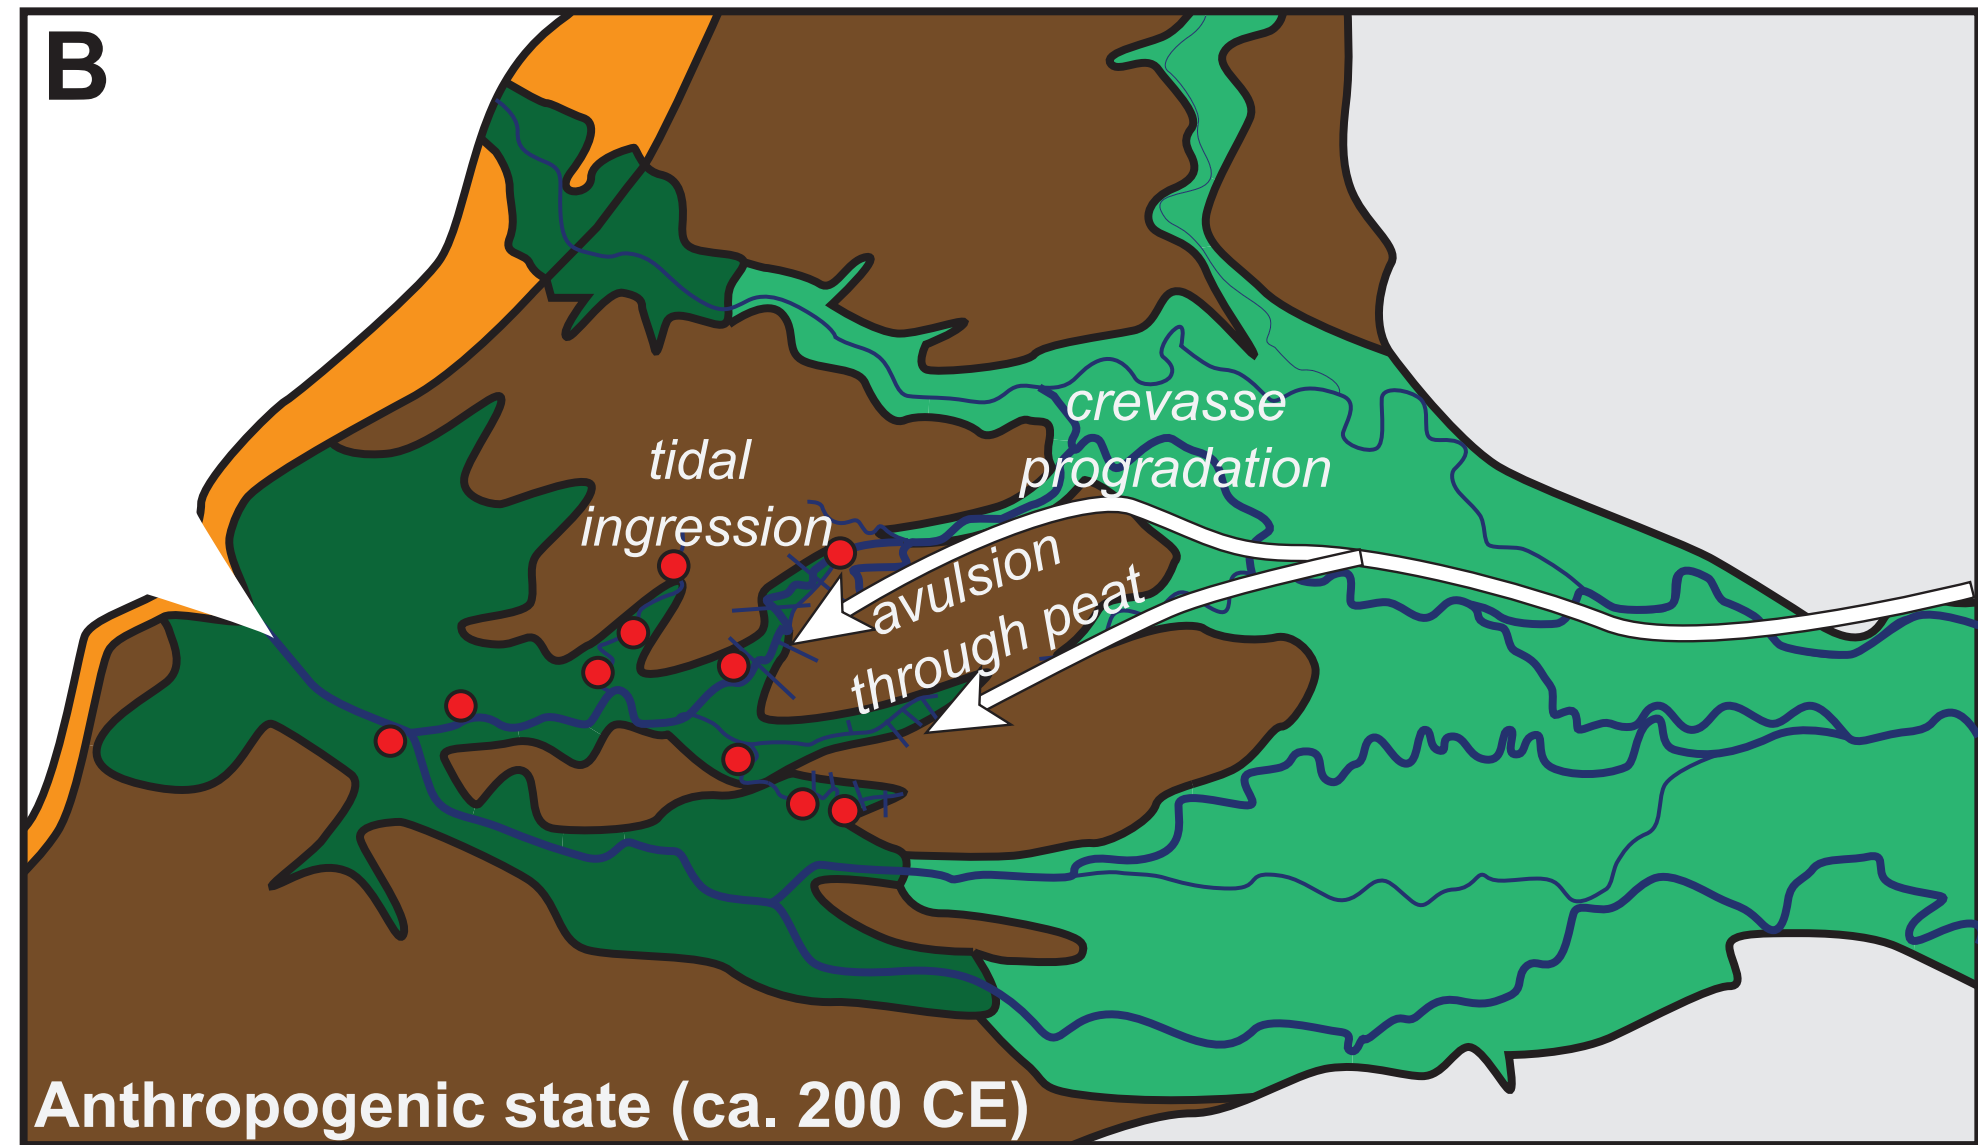 B
crevasse
progradation
tidal
ingression
avulsion
through peat
Anthropogenic state (ca. 200 CE)